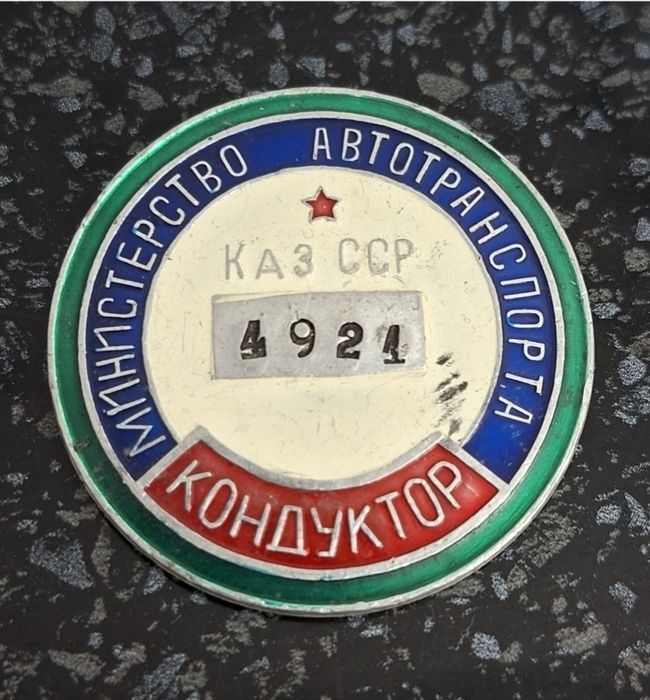 МИНИСТЕРСТВО АВТОТРАНСПОРТА
КАЗ ССР
4921
КОНДУКТОР